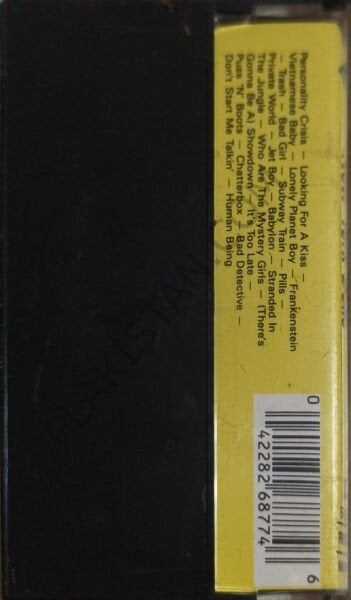 Personality Crisis — Looking For A Kiss —
Vietnamese Baby — Lonely Planet Boy — Frankenstein
— Trash — Bad Girl — Subway Train — Pills —
Private World — Jet Boy — Babylon — Stranded In
The Jungle — Who Are The Mystery Girls — (There's
Gonna Be A) Showdown — It's Too Late —
Puss 'N' Boots — Chatterbox — Bad Detective —
Don't Start Me Talkin' — Human Being
0 42282 68774 6
PLAKISTAN